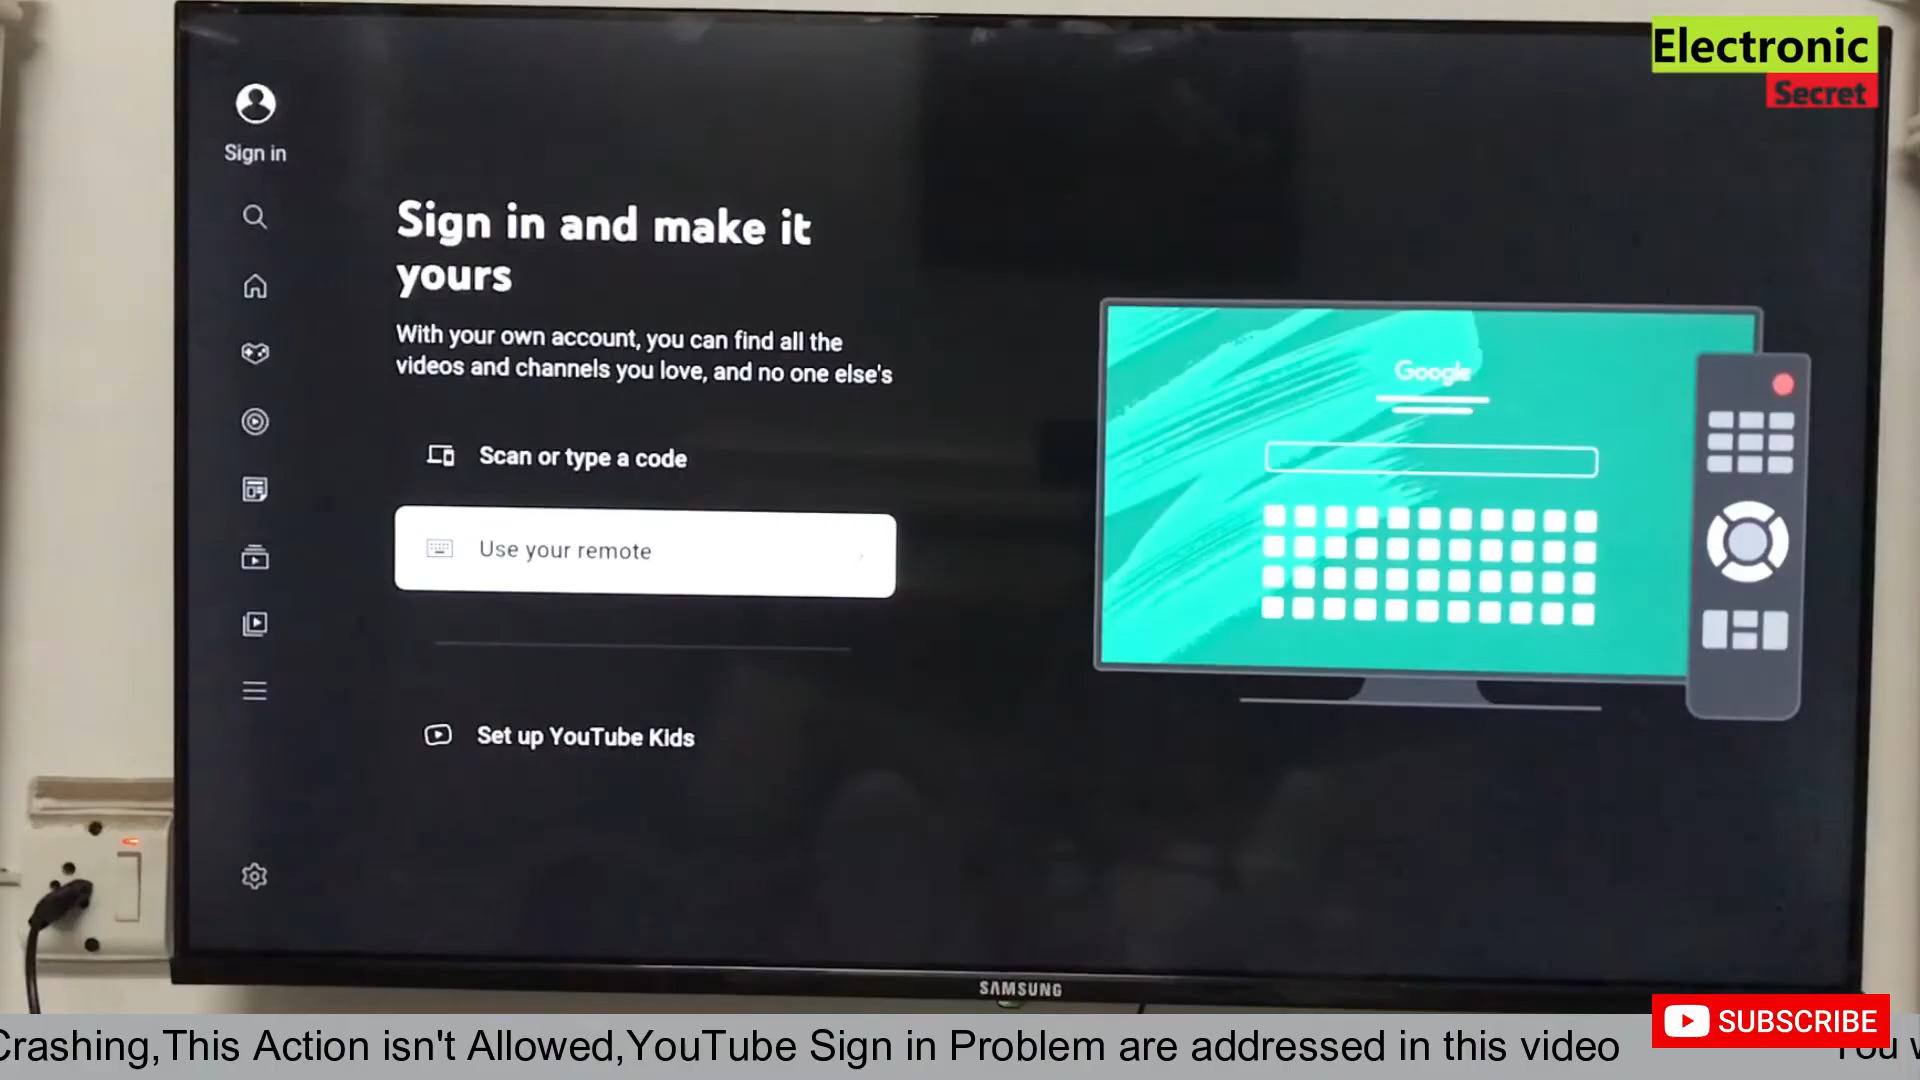 Electronic
Secret
Sign in
Sign in and make it
yours
With your own account, you can find all the
videos and channels you love, and no one else's
Google
Scan or type a code
Use your remote
Set up YouTube Kids
SAMSUNG
SUBSCRIBE
Crashing,This Action isn't Allowed,YouTube Sign in Problem are addressed in this video